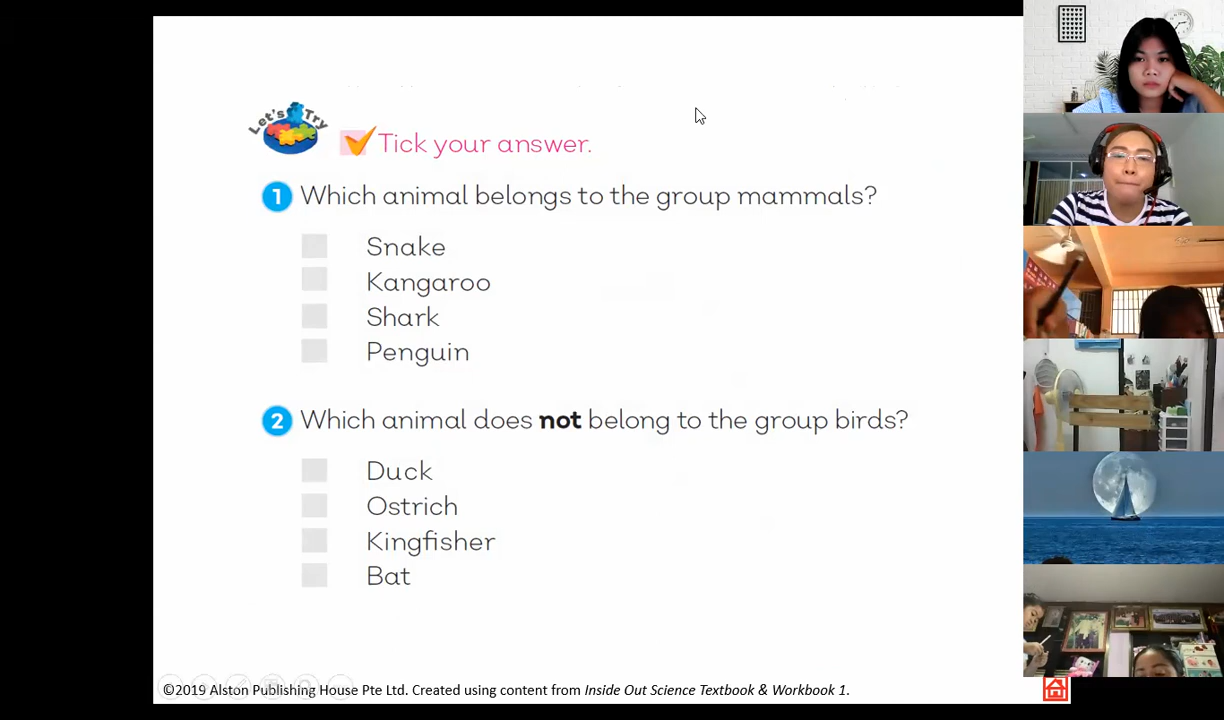 Let's Try
Tick your answer.
1 Which animal belongs to the group mammals?
Snake
Kangaroo
Shark
Penguin
2 Which animal does not belong to the group birds?
Duck
Ostrich
Kingfisher
Bat
©2019 Alston Publishing House Pte Ltd. Created using content from Inside Out Science Textbook & Workbook 1.